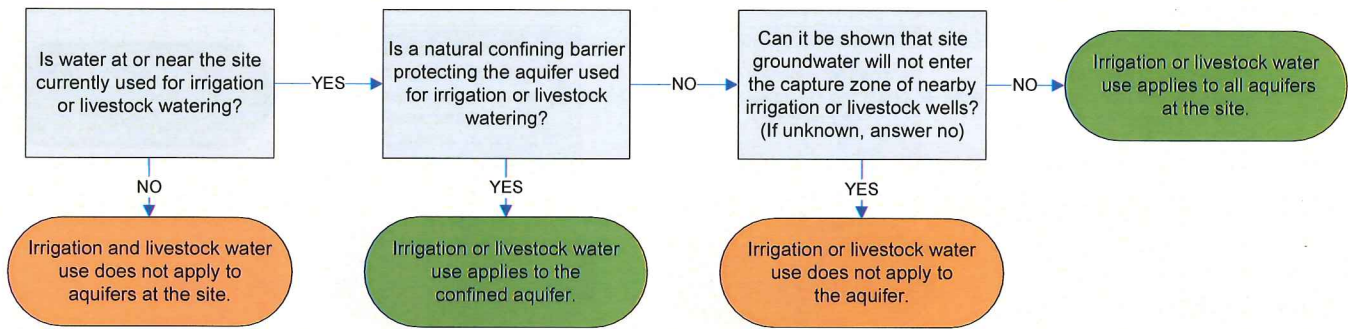 Is water at or near the site
currently used for irrigation
or livestock watering?
YES
Is a natural confining barrier
protecting the aquifer used
for irrigation or livestock
watering?
NO
Can it be shown that site
groundwater will not enter
the capture zone of nearby
irrigation or livestock wells?
(If unknown, answer no)
NO
Irrigation or livestock water
use applies to all aquifers
at the site.
NO
YES
YES
Irrigation and livestock water
use does not apply to
aquifers at the site.
Irrigation or livestock water
use applies to the
confined aquifer.
Irrigation or livestock water
use does not apply to
the aquifer.